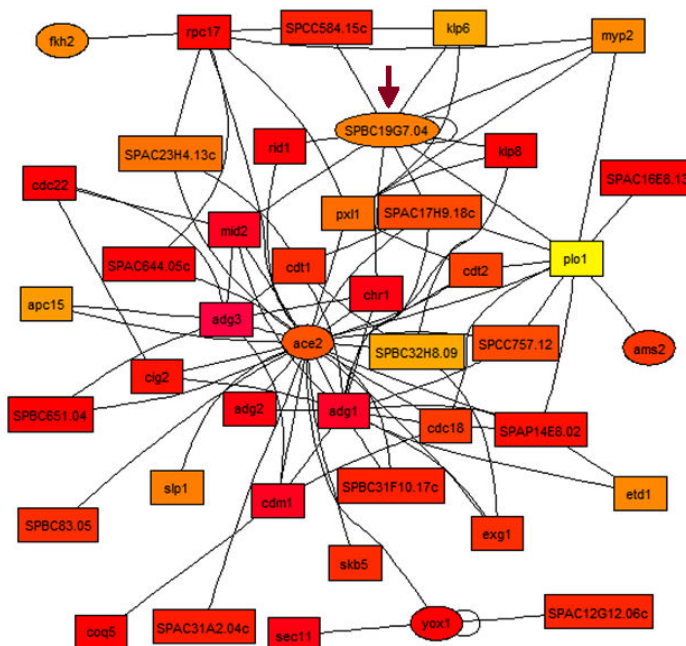 fkh2
rpc17
SPCC584.15c
klp6
myp2
SPBC19G7.04
SPAC23H4.13c
rid1
klp8
cdc22
SPAC16E8.13
pxl1
SPAC17H9.18c
mid2
SPAC644.05c
cdt1
cdt2
plo1
apc15
adg3
chr1
ace2
SPBC32H8.09
SPCC757.12
ams2
cig2
SPBC651.04
adg2
adg1
cdc18
SPAP14E8.02
slp1
cdm1
SPBC31F10.17c
etd1
SPBC83.05
exg1
skb5
coq5
SPAC31A2.04c
sec11
yox1
SPAC12G12.06c